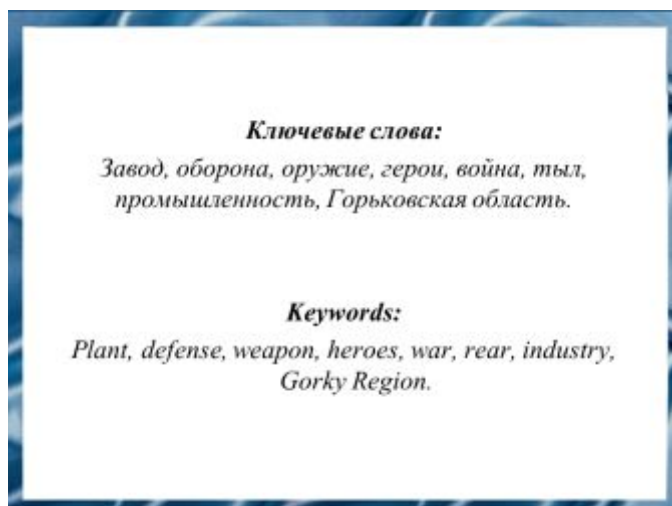 Ключевые слова:
Завод, оборона, оружие, герои, война, тыл,
промышленность, Горьковская область.
Keywords:
Plant, defense, weapon, heroes, war, rear, industry,
Gorky Region.